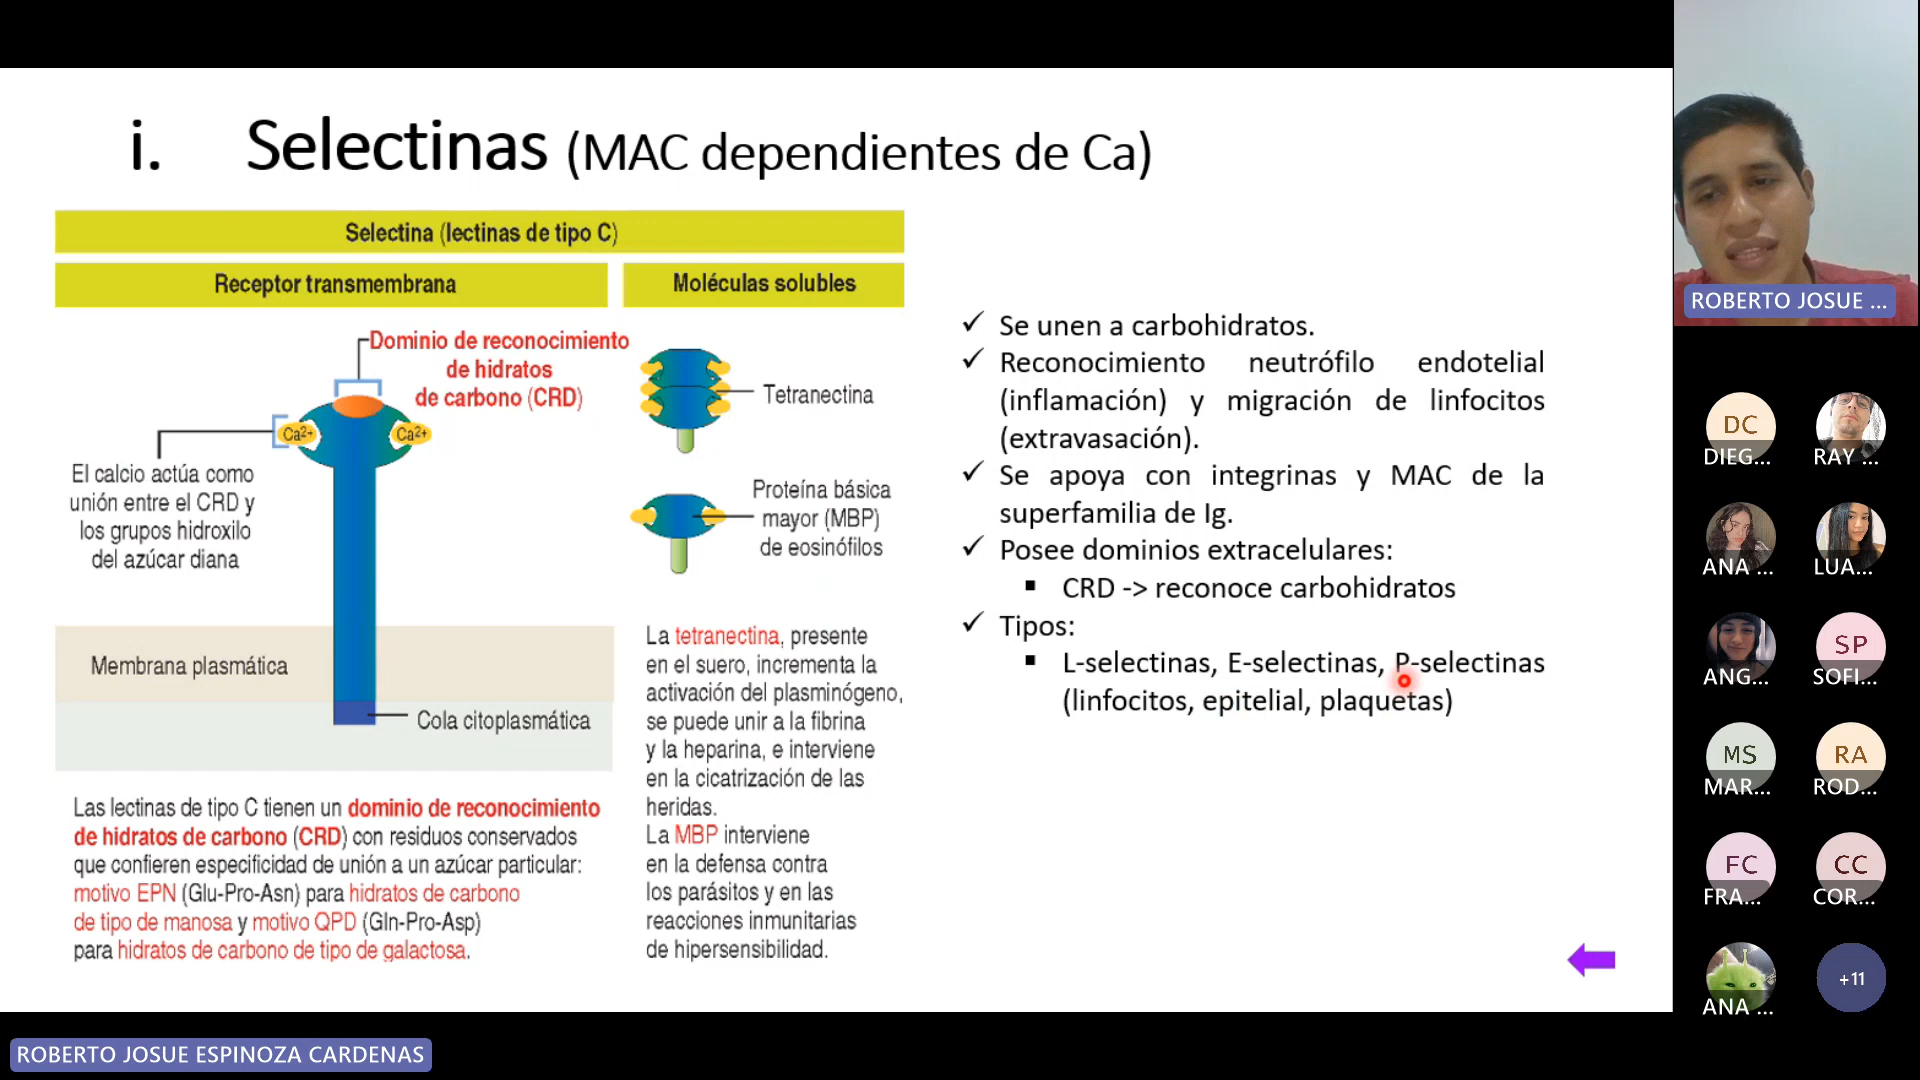 i. Selectinas (MAC dependientes de Ca)
Selectina (lectinas de tipo C)
Receptor transmembrana
Moléculas solubles
Dominio de reconocimiento
de hidratos
de carbono (CRD)
Ca2+
Ca2+
El calcio actúa como
unión entre el CRD y
los grupos hidroxilo
del azúcar diana
Membrana plasmática
Cola citoplasmática
Las lectinas de tipo C tienen un dominio de reconocimiento
de hidratos de carbono (CRD) con residuos conservados
que confieren especificidad de unión a un azúcar particular:
motivo EPN (Glu-Pro-Asn) para hidratos de carbono
de tipo de manosa y motivo QPD (Gln-Pro-Asp)
para hidratos de carbono de tipo de galactosa.
Tetranectina
Proteína básica
mayor (MBP)
de eosinófilos
La tetranectina, presente
en el suero, incrementa la
activación del plasminógeno,
se puede unir a la fibrina
y la heparina, e interviene
en la cicatrización de las
heridas.
La MBP interviene
en la defensa contra
los parásitos y en las
reacciones inmunitarias
de hipersensibilidad.
✓ Se unen a carbohidratos.
✓ Reconocimiento neutrófilo endotelial
(inflamación) y migración de linfocitos
(extravasación).
✓ Se apoya con integrinas y MAC de la
superfamilia de Ig.
✓ Posee dominios extracelulares:
▪ CRD -> reconoce carbohidratos
✓ Tipos:
▪ L-selectinas, E-selectinas, P-selectinas
(linfocitos, epitelial, plaquetas)
ROBERTO JOSUE ...
DC
DIEG...
RAY ...
ANA ...
LUA...
ANG...
SP
SOFI...
MS
MAR...
RA
ROD...
FC
FRA...
CC
COR...
ANA ...
+11
ROBERTO JOSUE ESPINOZA CARDENAS